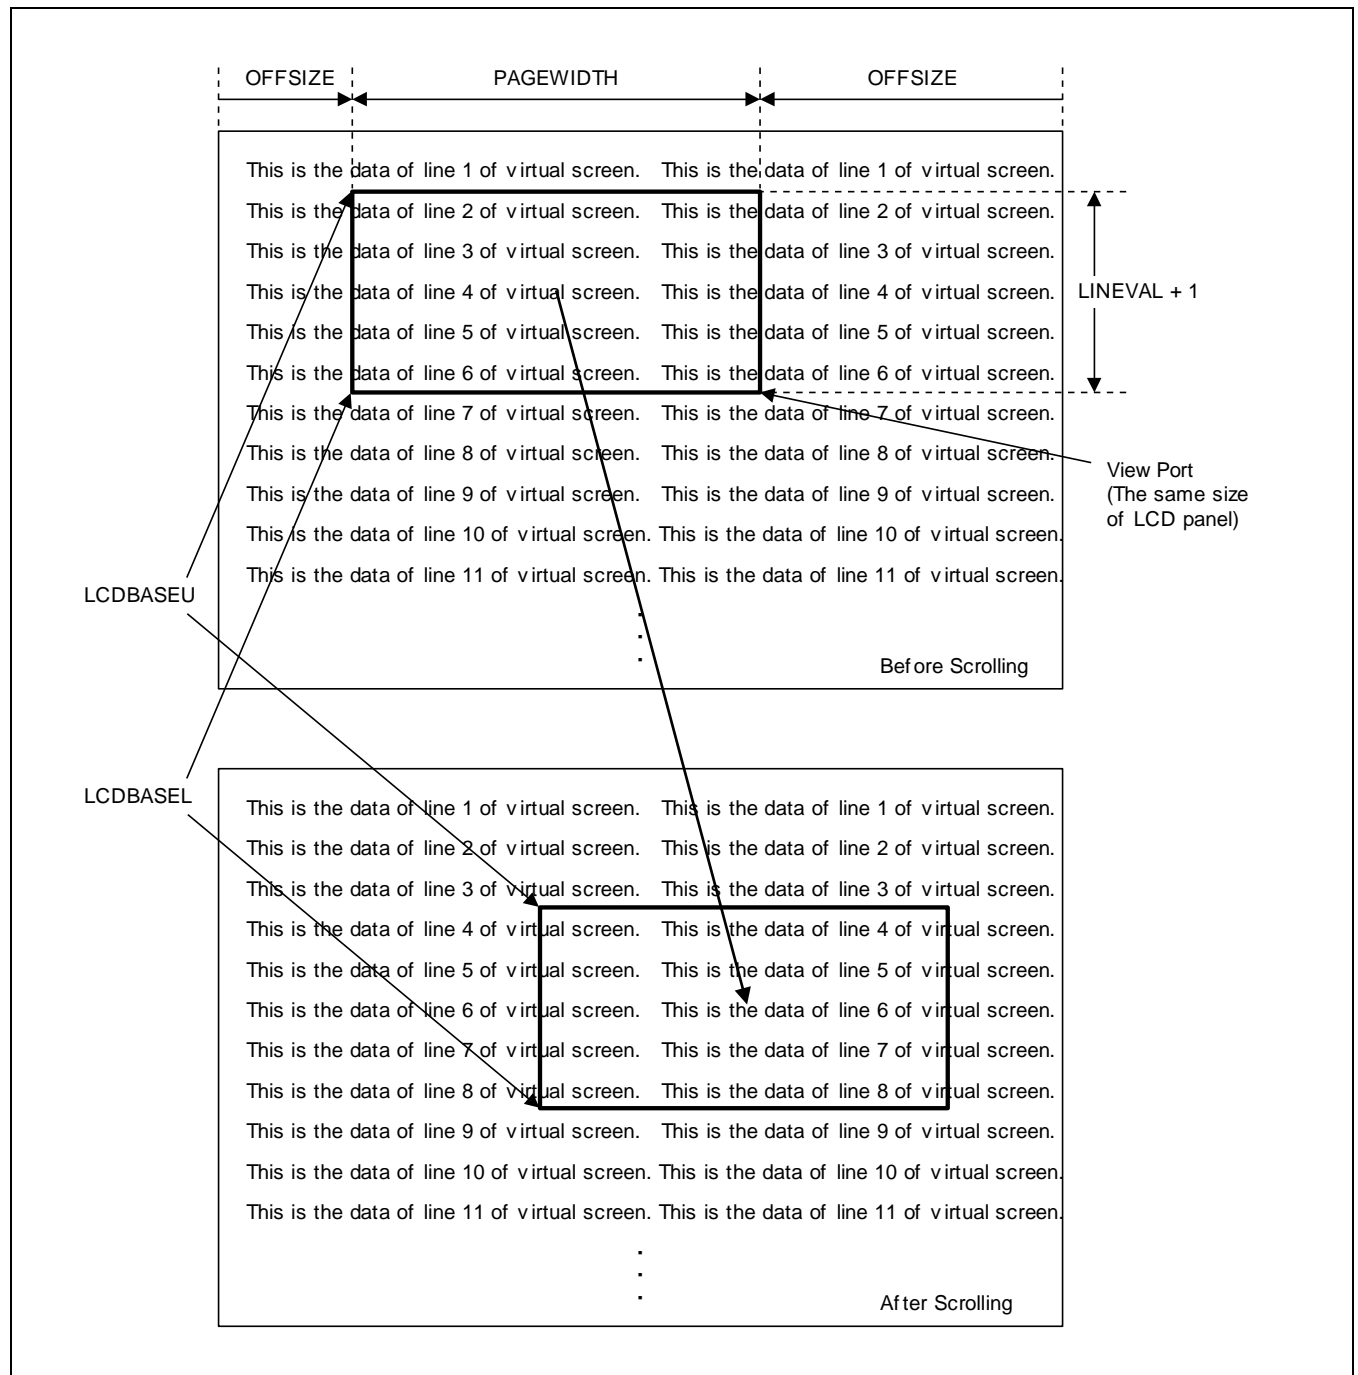 OFFSIZE PAGEWIDTH OFFSIZE
This is the data of line 1 of virtual screen. This is the data of line 1 of virtual screen.
This is the data of line 2 of virtual screen. This is the data of line 2 of virtual screen.
This is the data of line 3 of virtual screen. This is the data of line 3 of virtual screen.
This is the data of line 4 of virtual screen. This is the data of line 4 of virtual screen.
LINEVAL + 1
This is the data of line 5 of virtual screen. This is the data of line 5 of virtual screen.
This is the data of line 6 of virtual screen. This is the data of line 6 of virtual screen.
This is the data of line 7 of virtual screen. This is the data of line 7 of virtual screen.
This is the data of line 8 of virtual screen. This is the data of line 8 of virtual screen.
View Port
(The same size
of LCD panel)
This is the data of line 9 of virtual screen. This is the data of line 9 of virtual screen.
This is the data of line 10 of virtual screen. This is the data of line 10 of virtual screen.
This is the data of line 11 of virtual screen. This is the data of line 11 of virtual screen.
LCDBASEU
.
.
.
Before Scrolling
LCDBASEL
This is the data of line 1 of virtual screen. This is the data of line 1 of virtual screen.
This is the data of line 2 of virtual screen. This is the data of line 2 of virtual screen.
This is the data of line 3 of virtual screen. This is the data of line 3 of virtual screen.
This is the data of line 4 of virtual screen. This is the data of line 4 of virtual screen.
This is the data of line 5 of virtual screen. This is the data of line 5 of virtual screen.
This is the data of line 6 of virtual screen. This is the data of line 6 of virtual screen.
This is the data of line 7 of virtual screen. This is the data of line 7 of virtual screen.
This is the data of line 8 of virtual screen. This is the data of line 8 of virtual screen.
This is the data of line 9 of virtual screen. This is the data of line 9 of virtual screen.
This is the data of line 10 of virtual screen. This is the data of line 10 of virtual screen.
This is the data of line 11 of virtual screen. This is the data of line 11 of virtual screen.
.
.
.
After Scrolling